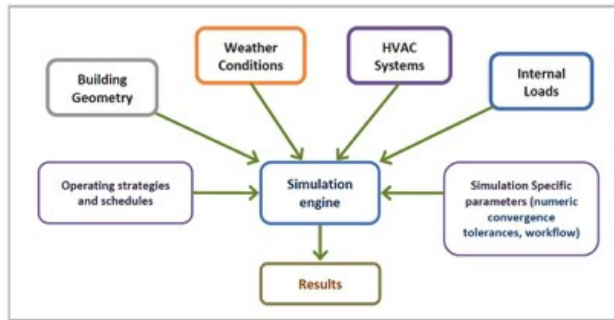 Weather
Conditions
HVAC
Systems
Building
Geometry
Internal
Loads
Operating strategies
and schedules
Simulation
engine
Simulation Specific
parameters (numeric
convergence
tolerances, workflow)
Results